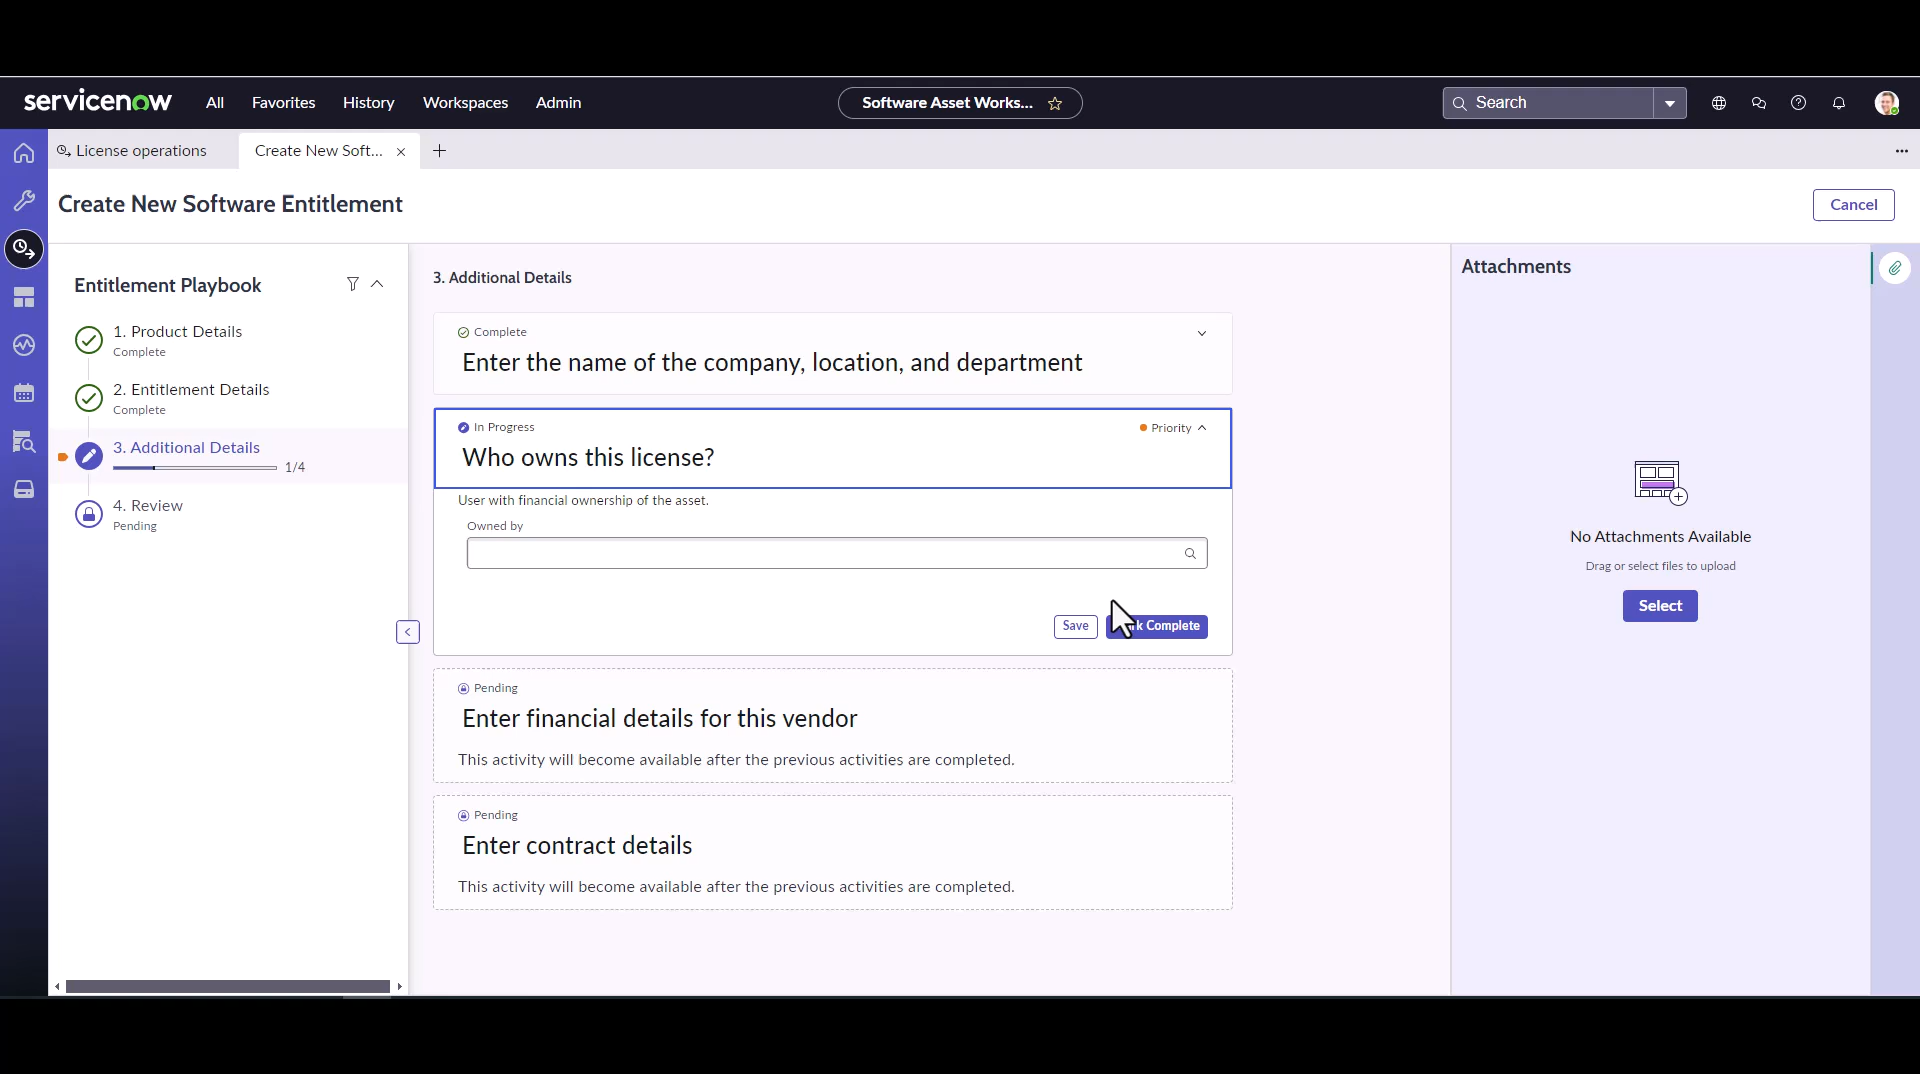 servicenow All Favorites History Workspaces Admin Software Asset Works... Search
License operations Create New Soft...
Create New Software Entitlement Cancel
Entitlement Playbook
1. Product Details
Complete
2. Entitlement Details
Complete
3. Additional Details
1/4
4. Review
Pending
3. Additional Details
Complete
Enter the name of the company, location, and department
In Progress Priority
Who owns this license?
User with financial ownership of the asset.
Owned by
Save k Complete
Pending
Enter financial details for this vendor
This activity will become available after the previous activities are completed.
Pending
Enter contract details
This activity will become available after the previous activities are completed.
Attachments
No Attachments Available
Drag or select files to upload
Select